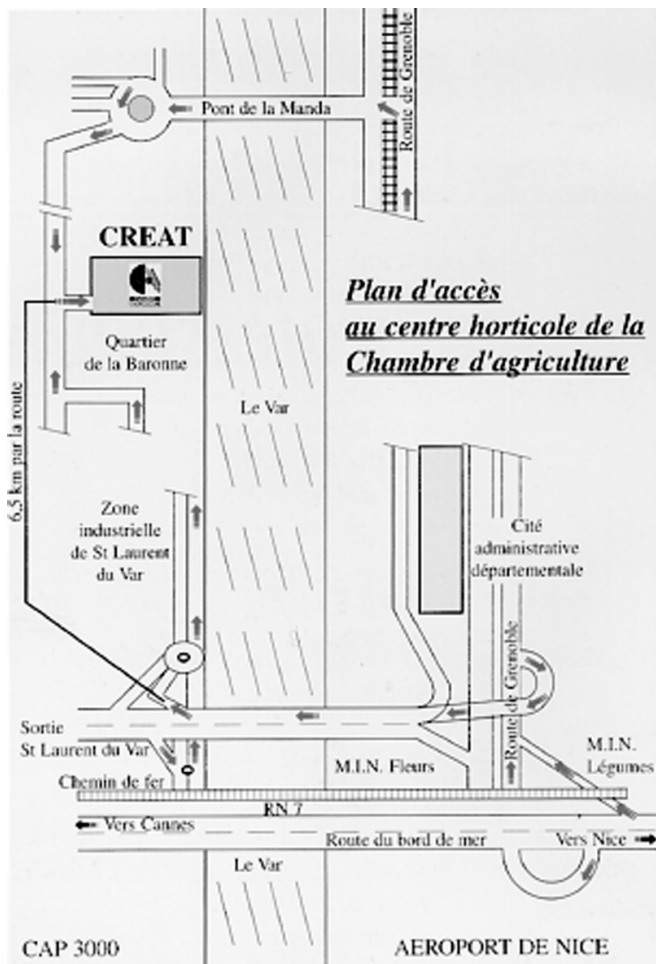 Route de Grenoble
Pont de la Manda
CREAT
Plan d'accès
au centre horticole de la
Chambre d'agriculture
Quartier
de la Baronne
Le Var
6,5 km par la route
Zone
industrielle
de St Laurent
du Var
Cité
administrative
départementale
Route de Grenoble
Sortie
St Laurent du Var
M.I.N.
Légumes
M.I.N. Fleurs
Chemin de fer
RN 7
Vers Cannes
Route du bord de mer
Vers Nice
Le Var
CAP 3000
AEROPORT DE NICE